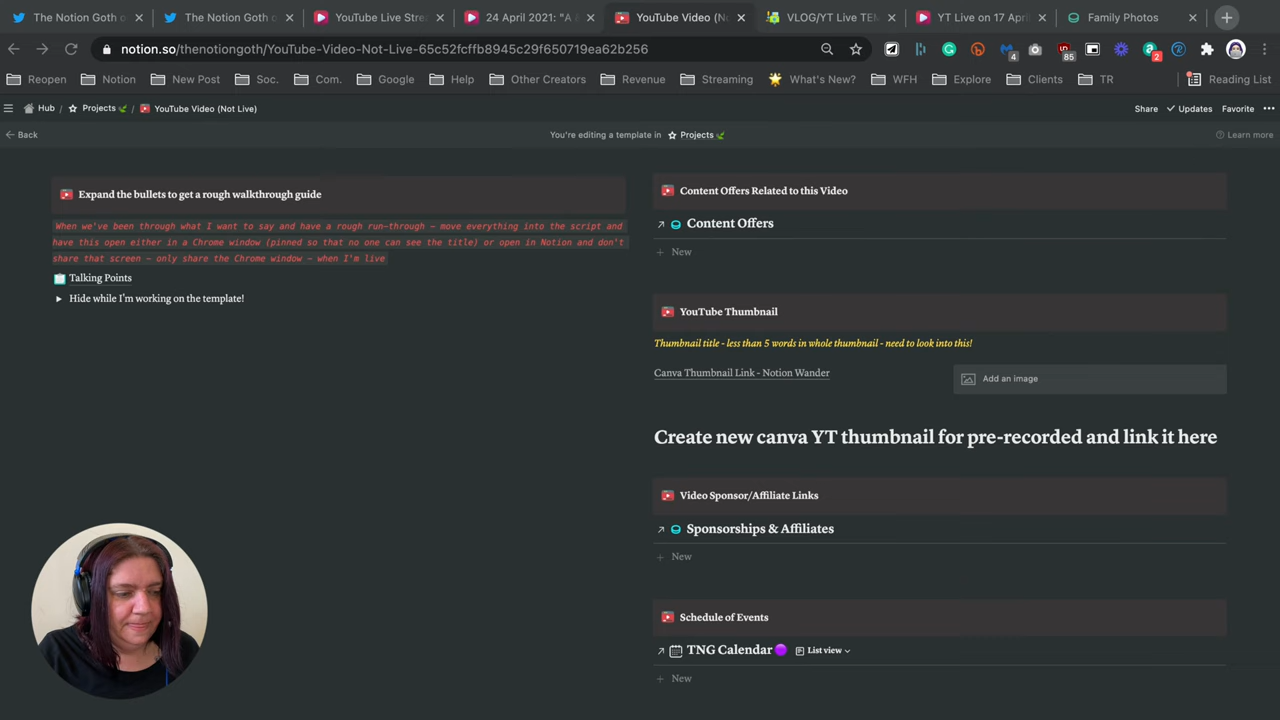 The Notion Goth o
The Notion Goth o
YouTube Live Stre
24 April 2021: "A
YouTube Video (N
VLOG/YT Live TEM
YT Live on 17 Apri
Family Photos
notion.so/thenotiongoth/YouTube-Video-Not-Live-65c52fcffb8945c29f650719ea62b256
4
85
2
Reopen
Notion
New Post
Soc.
Com.
Google
Help
Other Creators
Revenue
Streaming
What's New?
WFH
Explore
Clients
TR
Reading List
Hub / Projects / YouTube Video (Not Live)
Share
Updates
Favorite
Back
You're editing a template in Projects
Learn more
Expand the bullets to get a rough walkthrough guide
When we've been through what I want to say and have a rough run-through - move everything into the script and
have this open either in a Chrome window (pinned so that no one can see the title) or open in Notion and don't
share that screen - only share the Chrome window - when I'm live
Talking Points
Hide while I'm working on the template!
Content Offers Related to this Video
Content Offers
New
YouTube Thumbnail
Thumbnail title - less than 5 words in whole thumbnail - need to look into this!
Canva Thumbnail Link - Notion Wander
Add an image
Create new canva YT thumbnail for pre-recorded and link it here
Video Sponsor/Affiliate Links
Sponsorships & Affiliates
New
Schedule of Events
TNG Calendar
List view
New